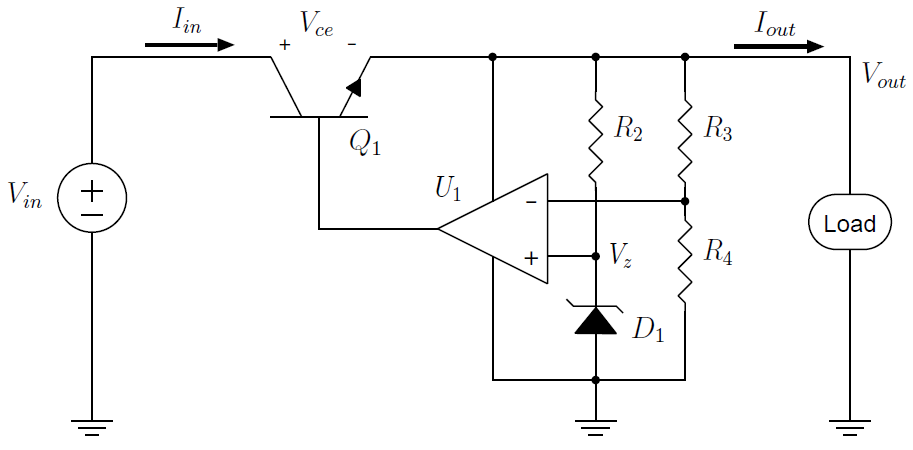 I_in
+ V_ce -
I_out
V_out
Q_1
R_2
R_3
V_in
+
−
U_1
-
+
V_z
R_4
Load
D_1